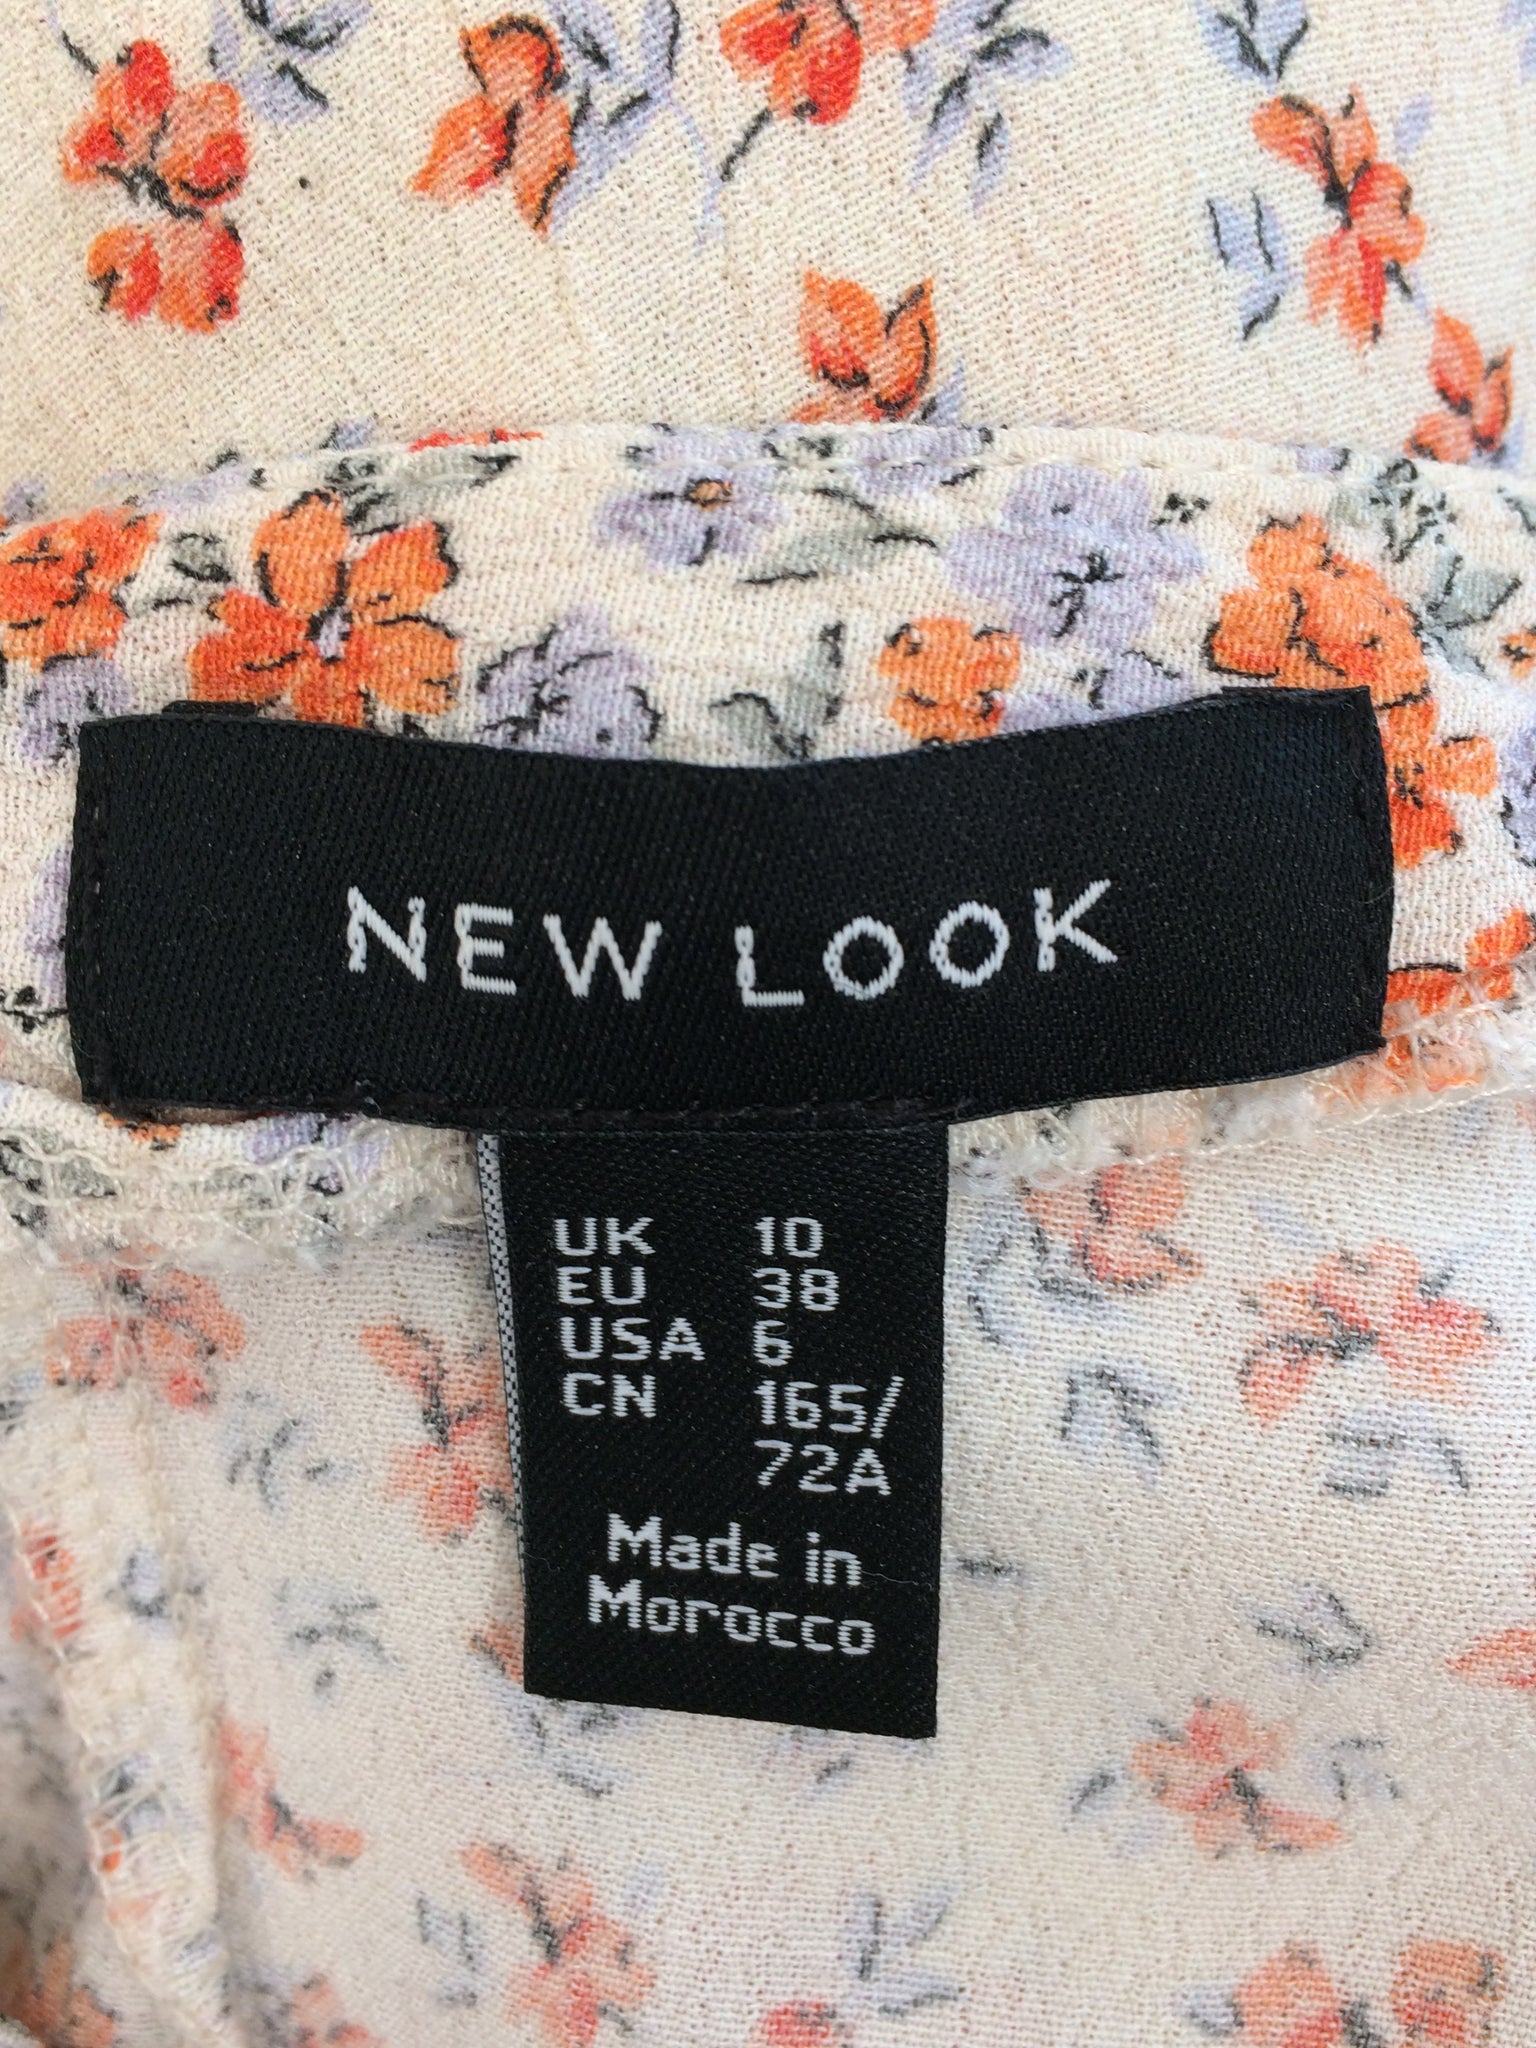 NEW LOOK
UK 10
EU 38
USA 6
CN 165/
72A
Made in
Morocco